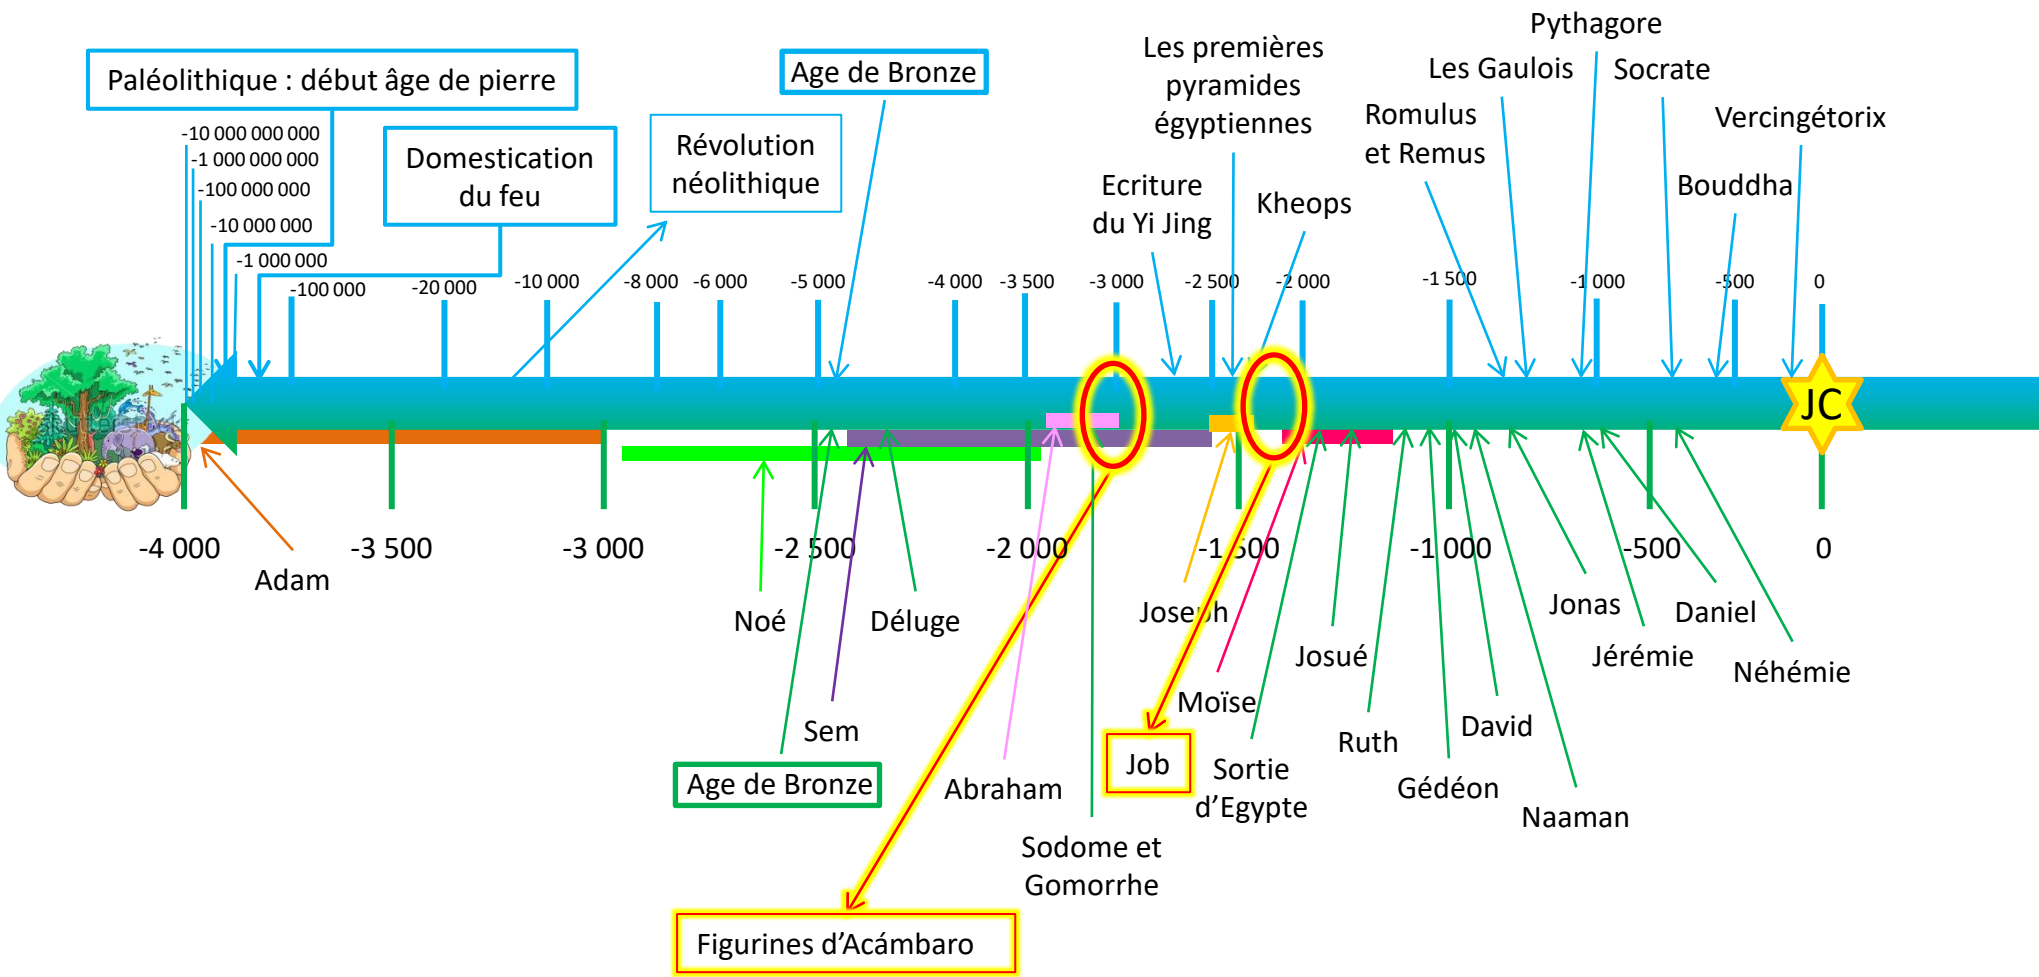 Pythagore
Les premières
pyramides
égyptiennes
Age de Bronze
Les Gaulois
Socrate
Paléolithique : début âge de pierre
Romulus
et Remus
Vercingétorix
-10 000 000 000
-1 000 000 000
-100 000 000
-10 000 000
-1 000 000
Domestication
du feu
Révolution
néolithique
Ecriture
du Yi Jing
Kheops
Bouddha
-100 000
-20 000
-10 000
-8 000
-6 000
-5 000
-4 000
-3 500
-3 000
-2 500
-2 000
-1 500
-1 000
-500
0
JC
-4 000
-3 500
-3 000
-2 500
-2 000
-1 500
-1 000
-500
0
Adam
Noé
Déluge
Joseph
Jonas
Daniel
Josué
Jérémie
Néhémie
Moïse
Sem
David
Ruth
Job
Sortie
d'Egypte
Age de Bronze
Abraham
Gédéon
Naaman
Sodome et
Gomorrhe
Figurines d'Acámbaro